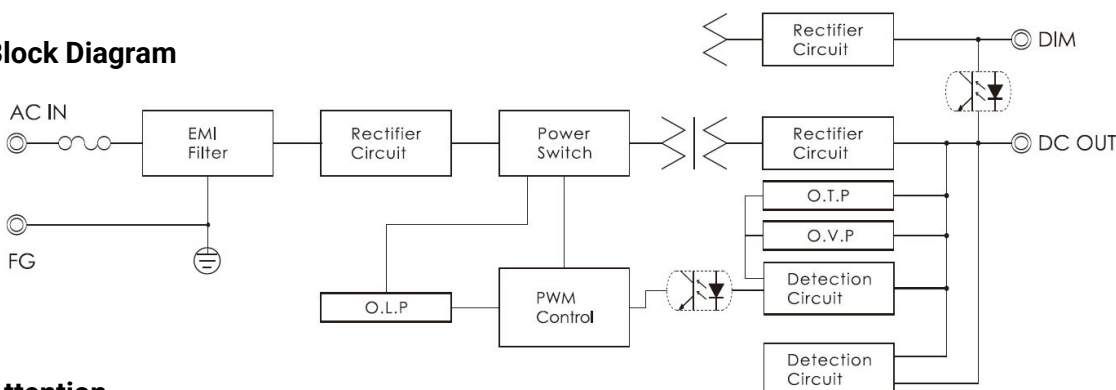 Block Diagram
AC IN
FG
EMI
Filter
Rectifier
Circuit
Power
Switch
O.L.P
PWM
Control
Rectifier
Circuit
DIM
Rectifier
Circuit
DC OUT
O.T.P
O.V.P
Detection
Circuit
Detection
Circuit
Attention